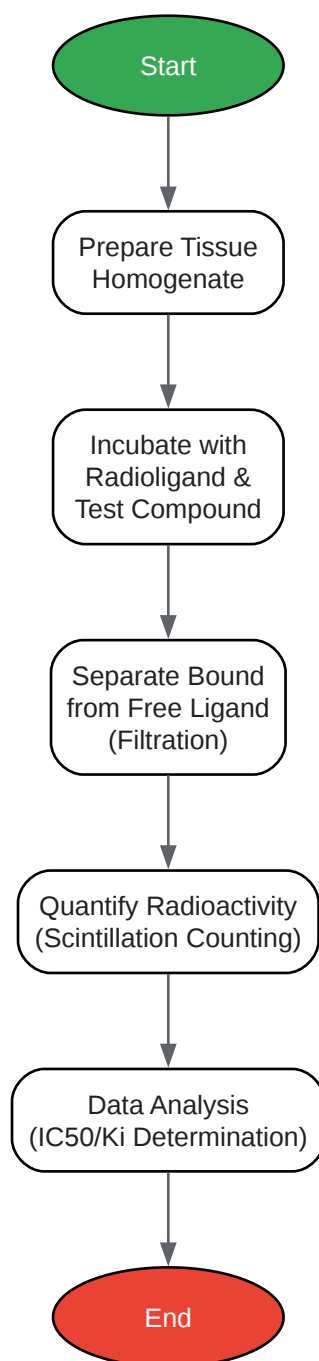 Start
Prepare Tissue
Homogenate
Incubate with
Radioligand &
Test Compound
Separate Bound
from Free Ligand
(Filtration)
Quantify Radioactivity
(Scintillation Counting)
Data Analysis
(IC50/Ki Determination)
End